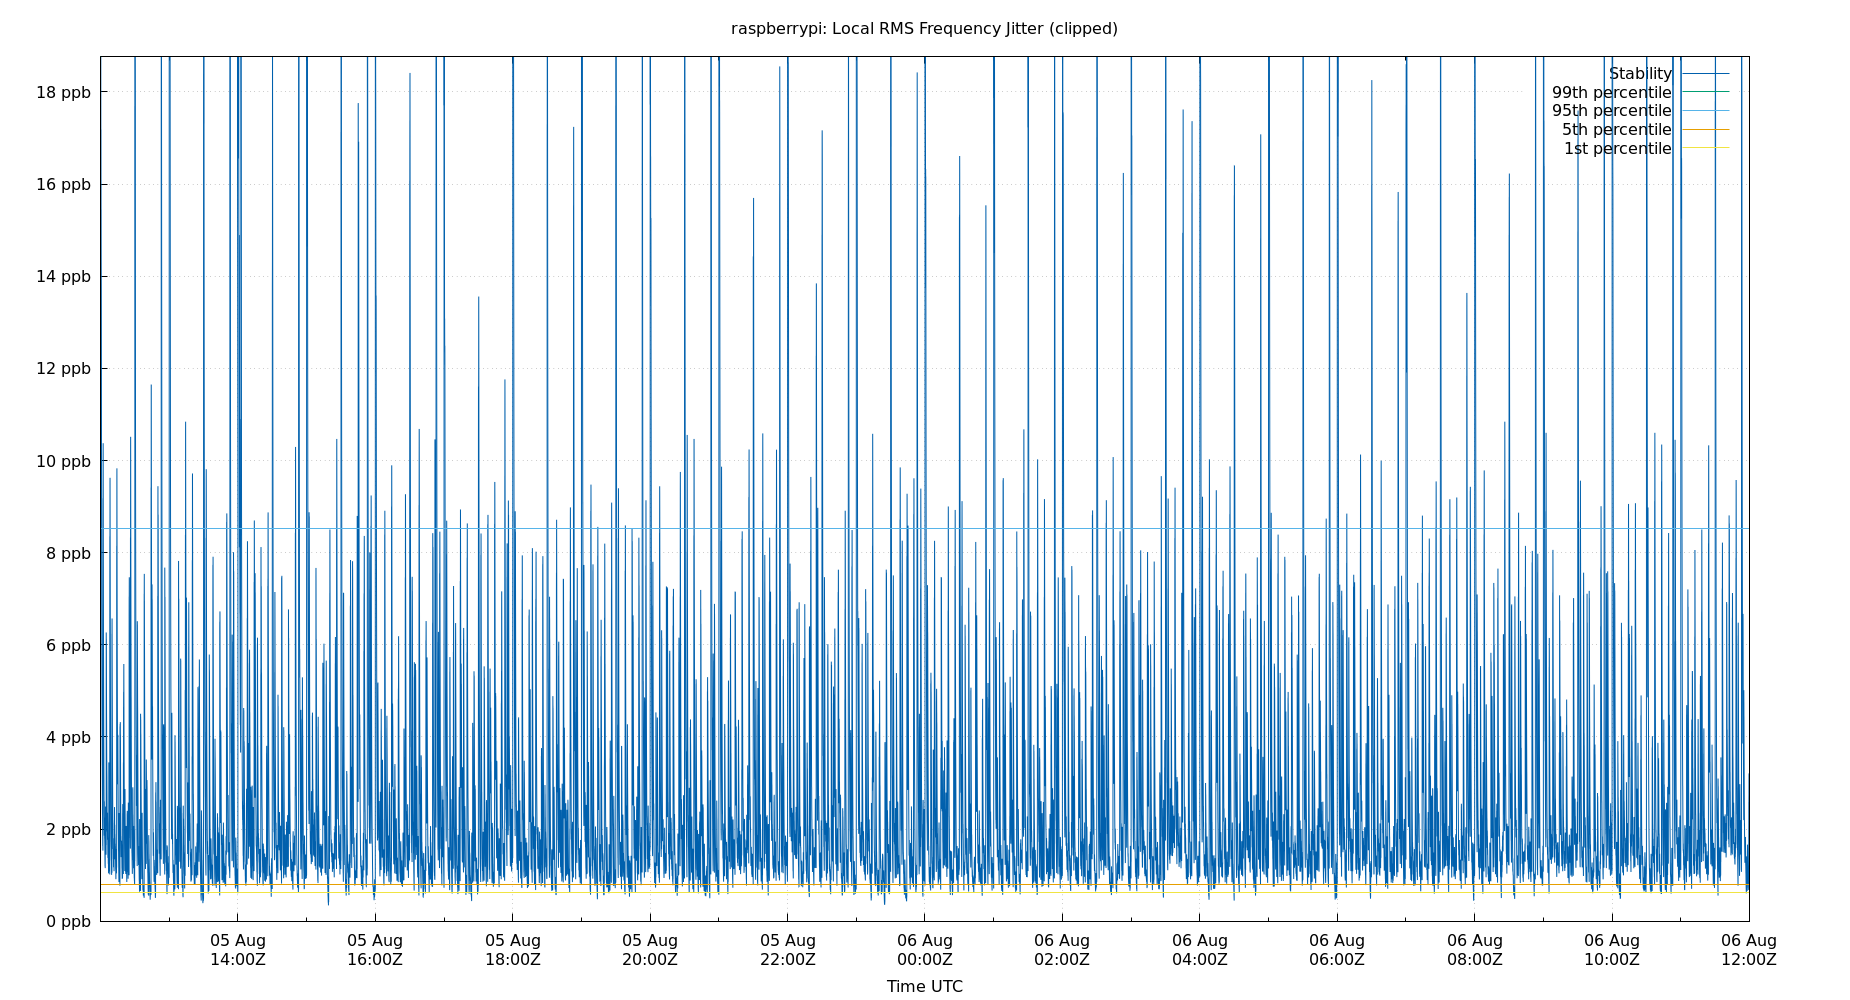 raspberrypi: Local RMS Frequency Jitter (clipped)
Stability
99th percentile
95th percentile
5th percentile
1st percentile
18 ppb
16 ppb
14 ppb
12 ppb
10 ppb
8 ppb
6 ppb
4 ppb
2 ppb
0 ppb
05 Aug 05 Aug 05 Aug 05 Aug 05 Aug 06 Aug 06 Aug 06 Aug 06 Aug 06 Aug 06 Aug 06 Aug
14:00Z 16:00Z 18:00Z 20:00Z 22:00Z 00:00Z 02:00Z 04:00Z 06:00Z 08:00Z 10:00Z 12:00Z
Time UTC